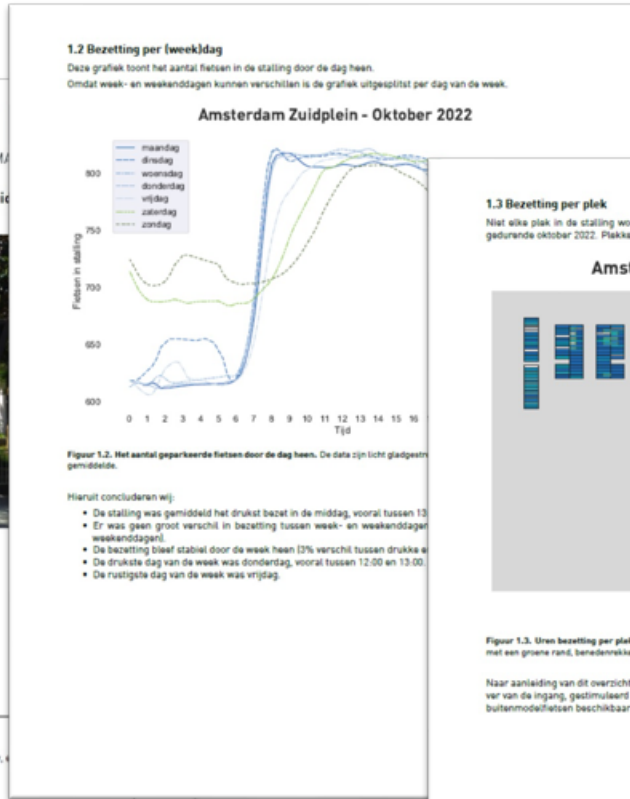 1.2 Bezetting per (week)dag
Deze grafiek toont het aantal fietsen in de stalling door de dag heen.
Omdat week- en weekenddagen kunnen verschillen is de grafiek uitgesplitst per dag van de week.
Amsterdam Zuidplein - Oktober 2022
maandag
dinsdag
woensdag
donderdag
vrijdag
zaterdag
zondag
Fietsen in stalling
800
750
700
650
600
0 1 2 3 4 5 6 7 8 9 10 11 12 13 14 15 16
Tijd
Figuur 1.2. Het aantal geparkeerde fietsen door de dag heen. De data zijn licht
gemiddelde.
Hieruit concluderen wij:
• De stalling was gemiddeld het drukst bezet in de middag, vooral tussen 13
• Er was geen groot verschil in bezetting tussen week- en weekenddagen
weekenddagen).
• De bezetting bleef stabiel door de week heen (3% verschil tussen drukke
• De drukste dag van de week was donderdag, vooral tussen 12:00 en 13:00.
• De rustigste dag van de week was vrijdag.
1.3 Bezetting per plek
Niet elke plek in de stalling
gedurende oktober 2022.
Amst
Figuur 1.3. Uren bezetting per
met een groene rand,
Naar aanleiding van dit overzicht
ver van de ingang, gestimuleerd
buitenmodelfietsen beschikbaar